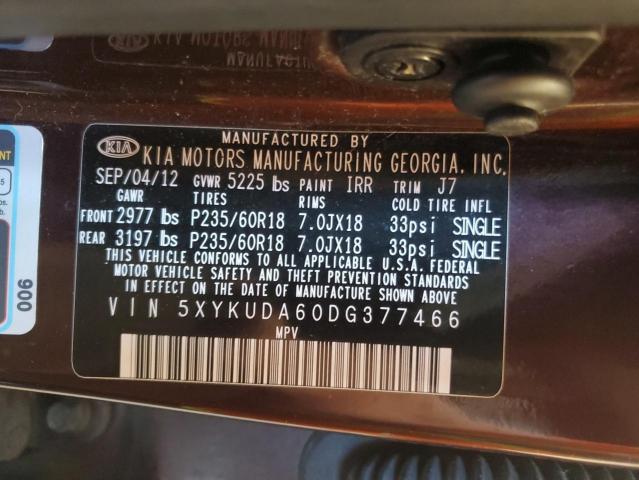 MANUFACTURED BY
KIA KIA MOTORS MANUFACTURING GEORGIA, INC.
SEP/04/12 GVWR 5225 lbs PAINT IRR TRIM J7
GAWR TIRES RIMS COLD TIRE INFL
FRONT 2977 lbs P235/60R18 7.0JX18 33psi SINGLE
REAR 3197 lbs P235/60R18 7.0JX18 33psi SINGLE
THIS VEHICLE CONFORMS TO ALL APPLICABLE U.S.A. FEDERAL
MOTOR VEHICLE SAFETY AND THEFT PREVENTION STANDARDS
IN EFFECT ON THE DATE OF MANUFACTURE SHOWN ABOVE
VIN 5XYKUDA60DG377466
MPV
006